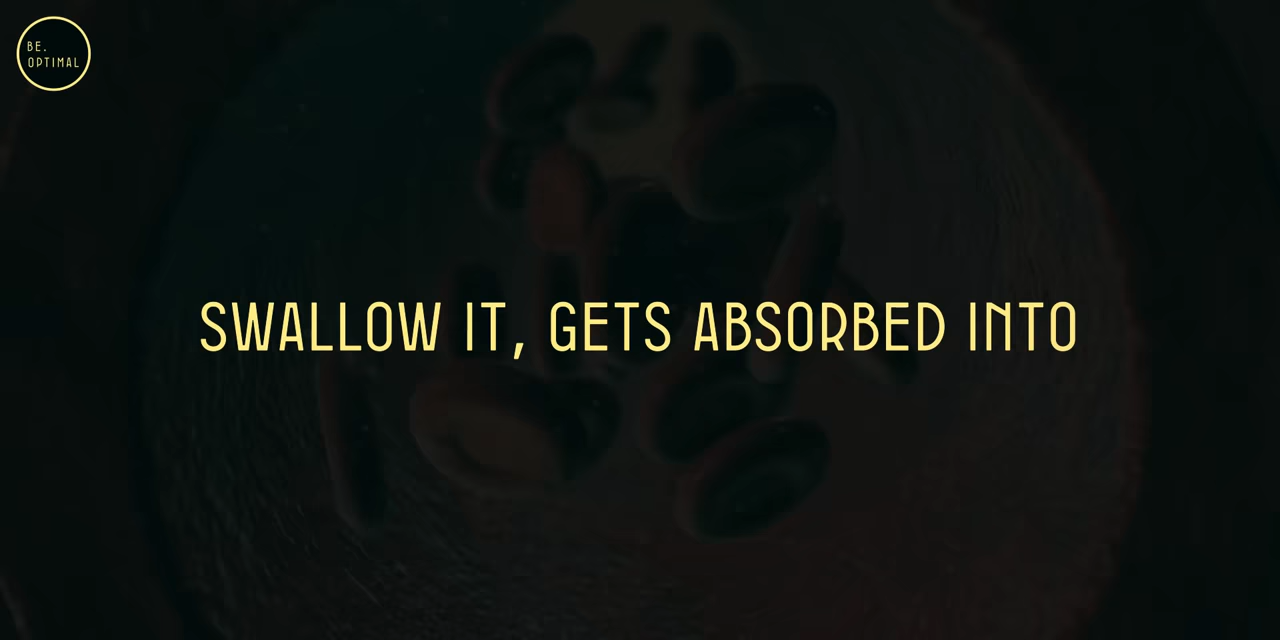 BE.
OPTIMAL
SWALLOW IT, GETS ABSORBED INTO